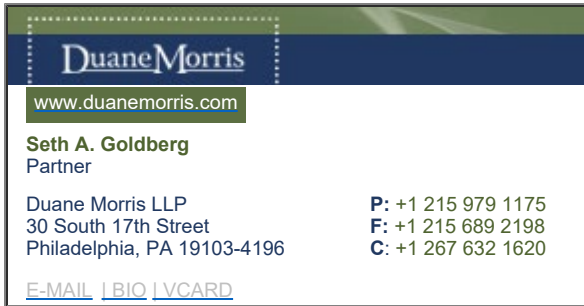 DuaneMorris
www.duanemorris.com
Seth A. Goldberg
Partner
Duane Morris LLP
30 South 17th Street
Philadelphia, PA 19103-4196
P: +1 215 979 1175
F: +1 215 689 2198
C: +1 267 632 1620
E-MAIL | BIO | VCARD